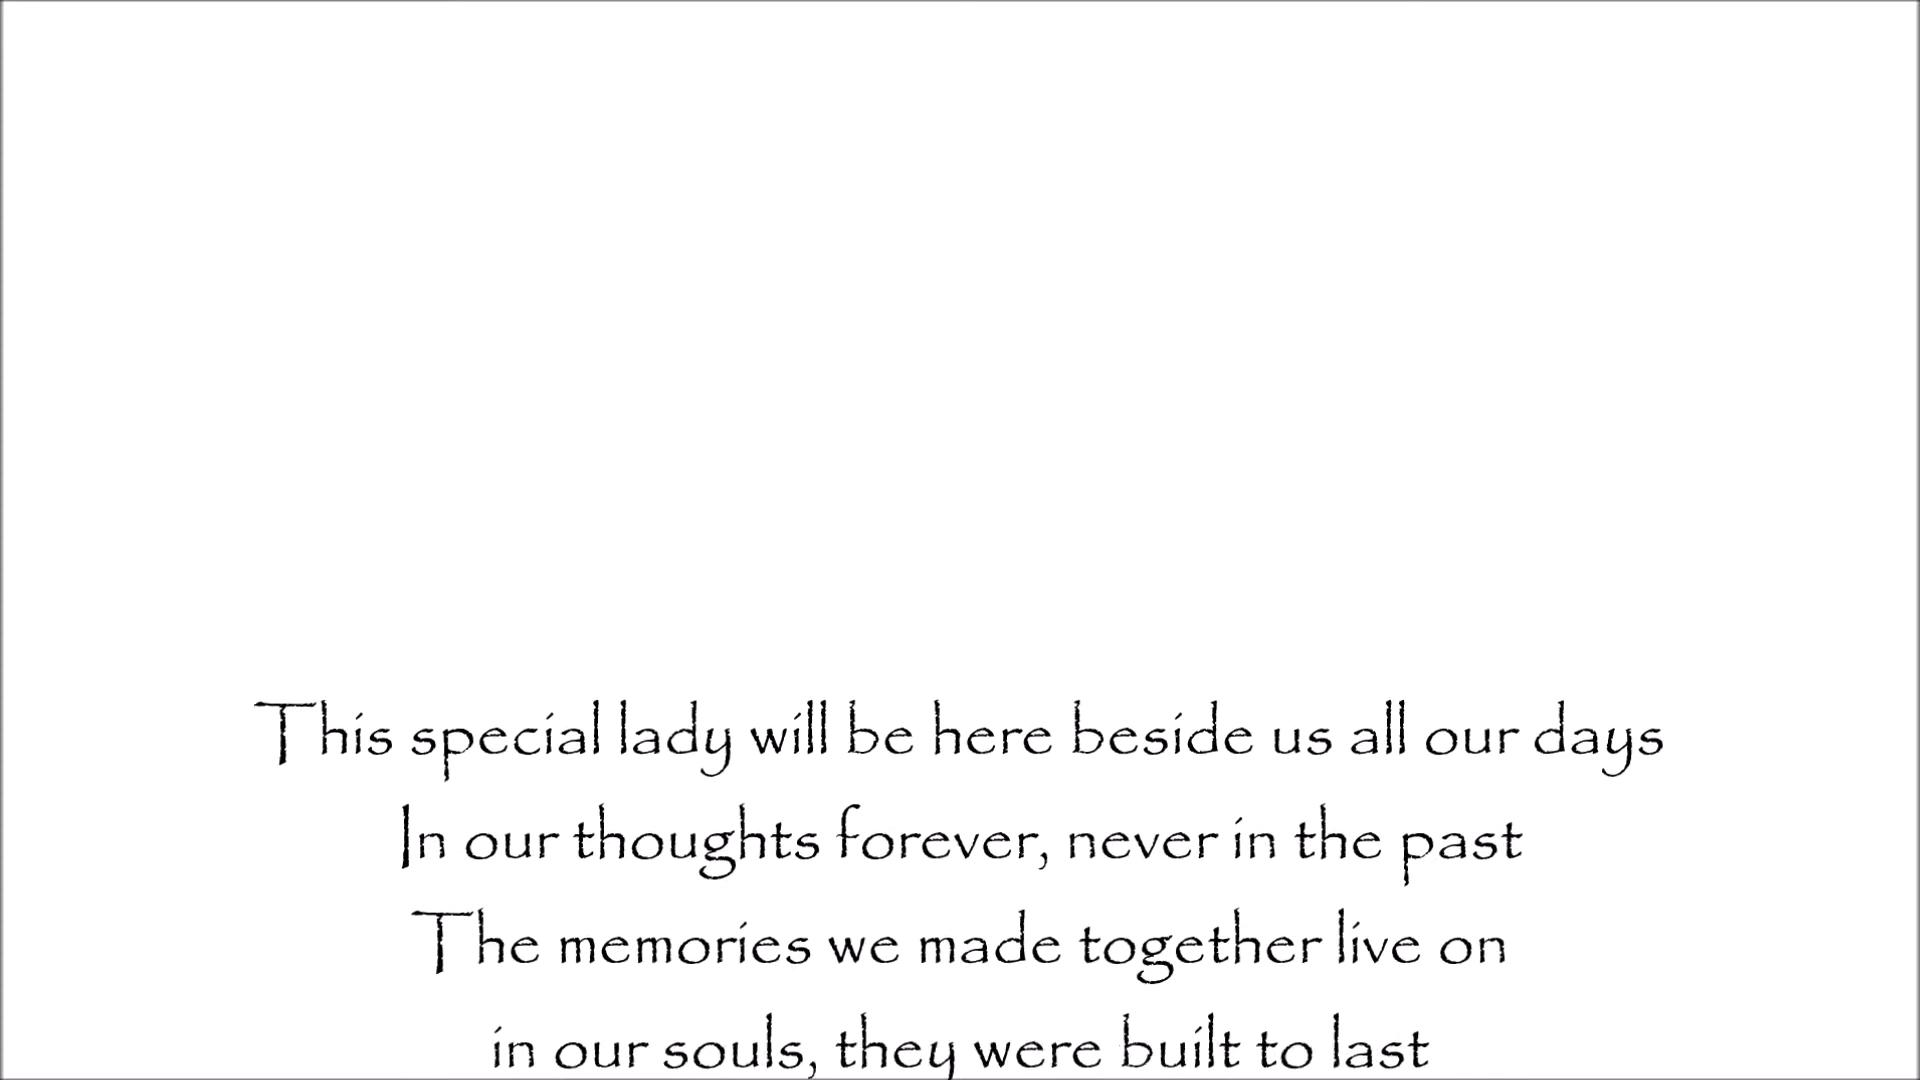 This special lady will be here beside us all our days
In our thoughts forever, never in the past
The memories we made together live on
in our souls, they were built to last